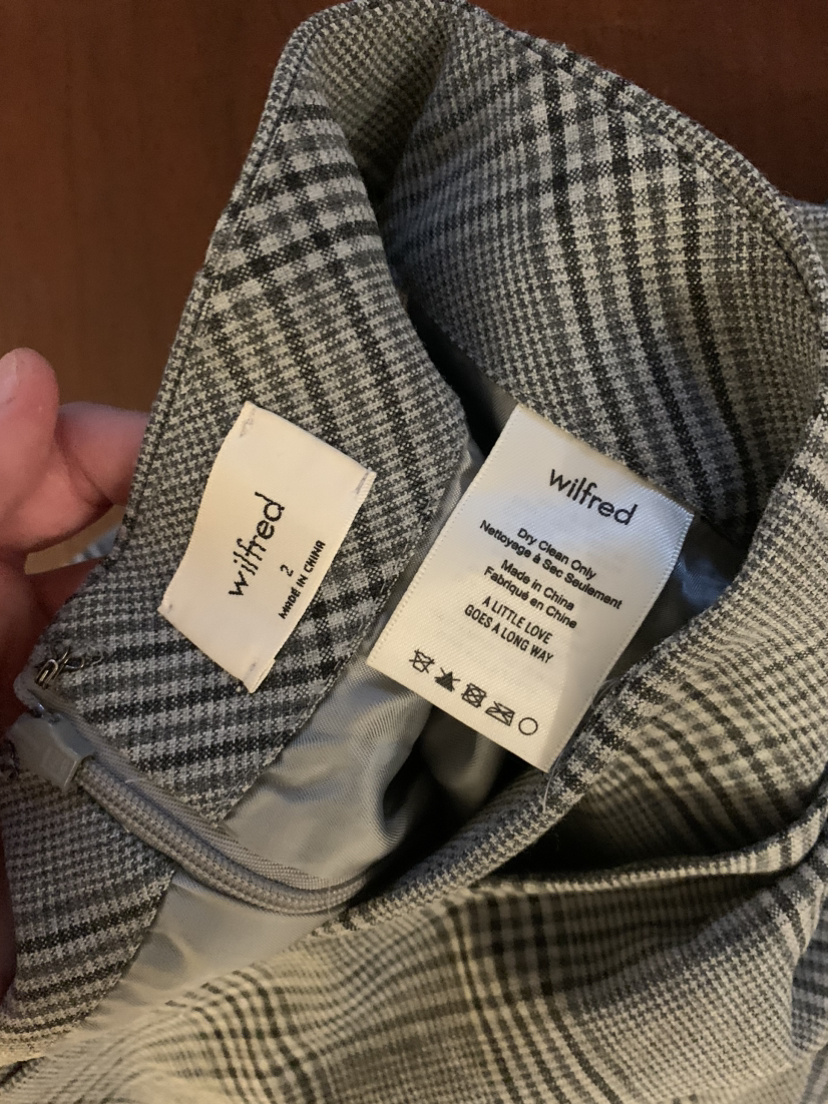 wilfred
2
MADE IN CHINA
wilfred
Dry Clean Only
Nettoyage à Sec Seulement
Made in China
Fabriqué en Chine
A LITTLE LOVE
GOES A LONG WAY